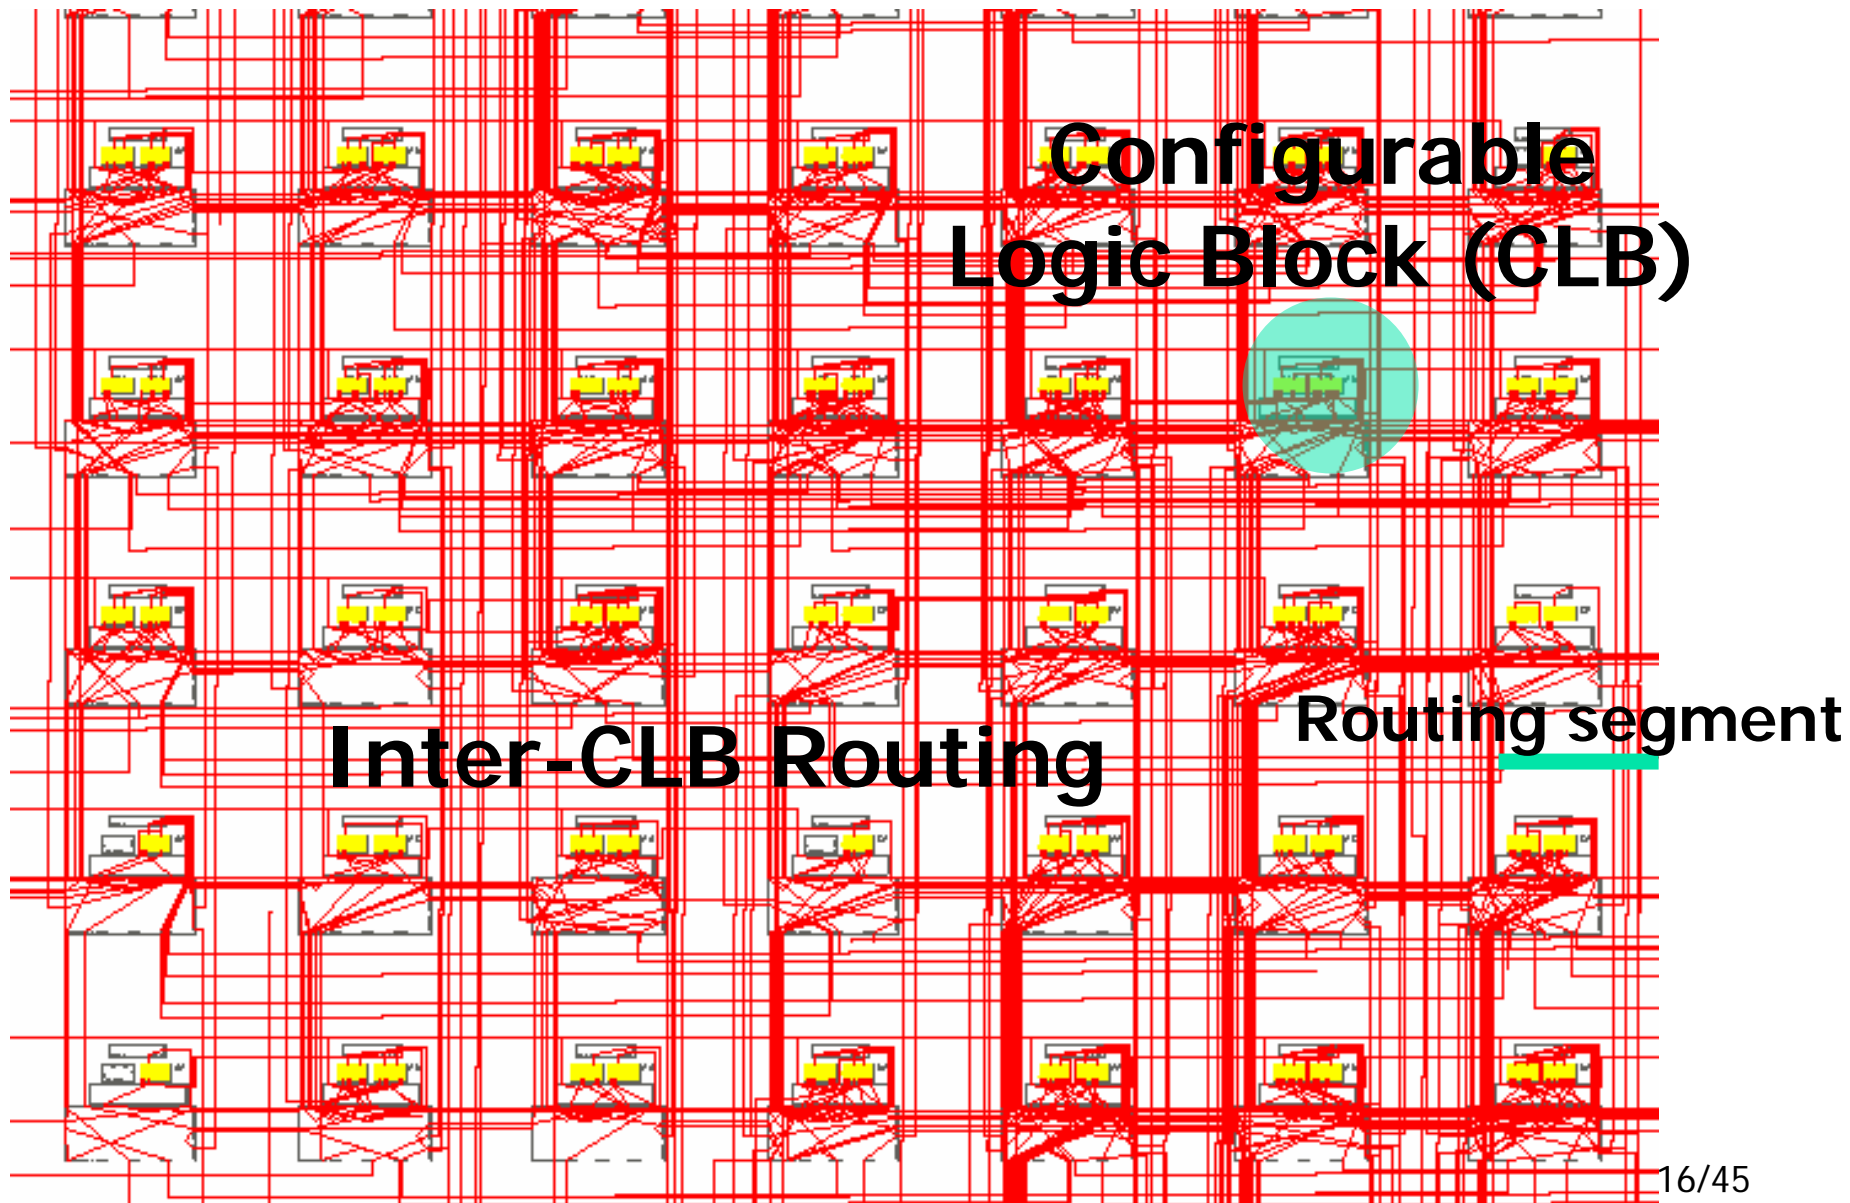 Configurable
Logic Block (CLB)
Routing segment
Inter-CLB Routing
16/45